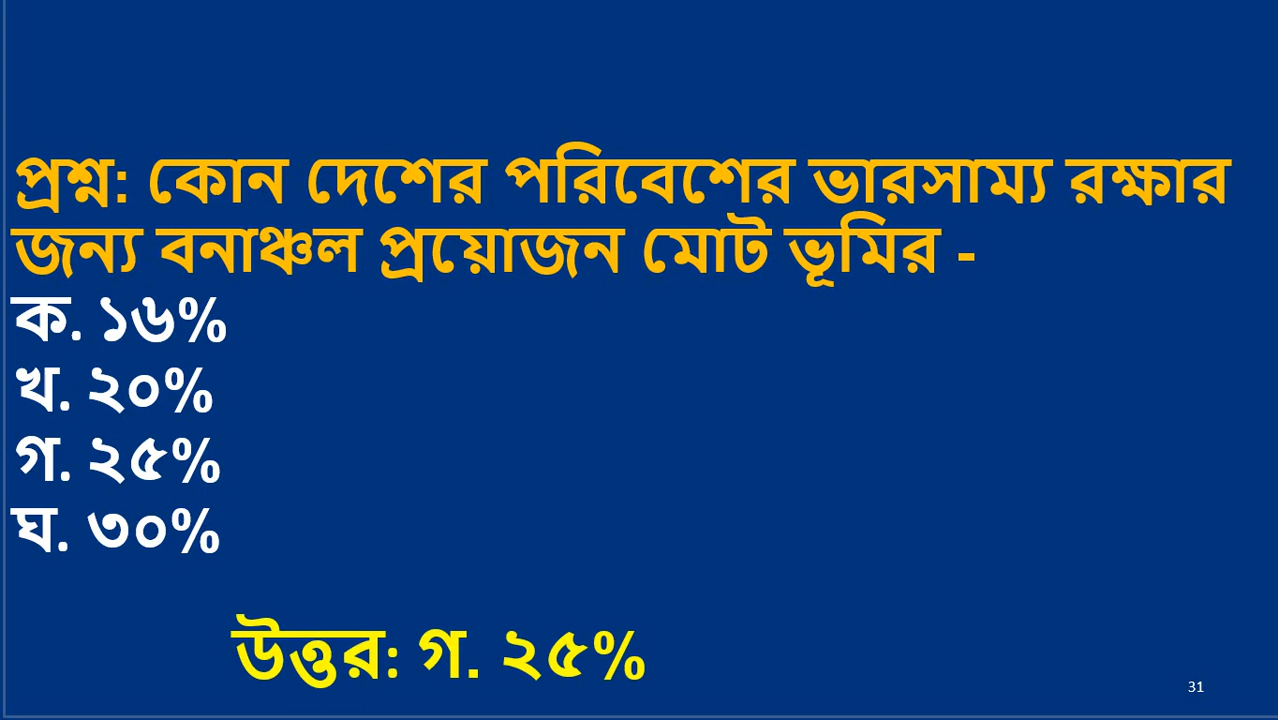 প্রশ্ন: কোন দেশের পরিবেশের ভারসাম্য রক্ষার
জন্য বনাঞ্চল প্রয়োজন মোট ভূমির -
ক. ১৬%
খ. ২০%
গ. ২৫%
ঘ. ৩০%
উত্তর: গ. ২৫%
31